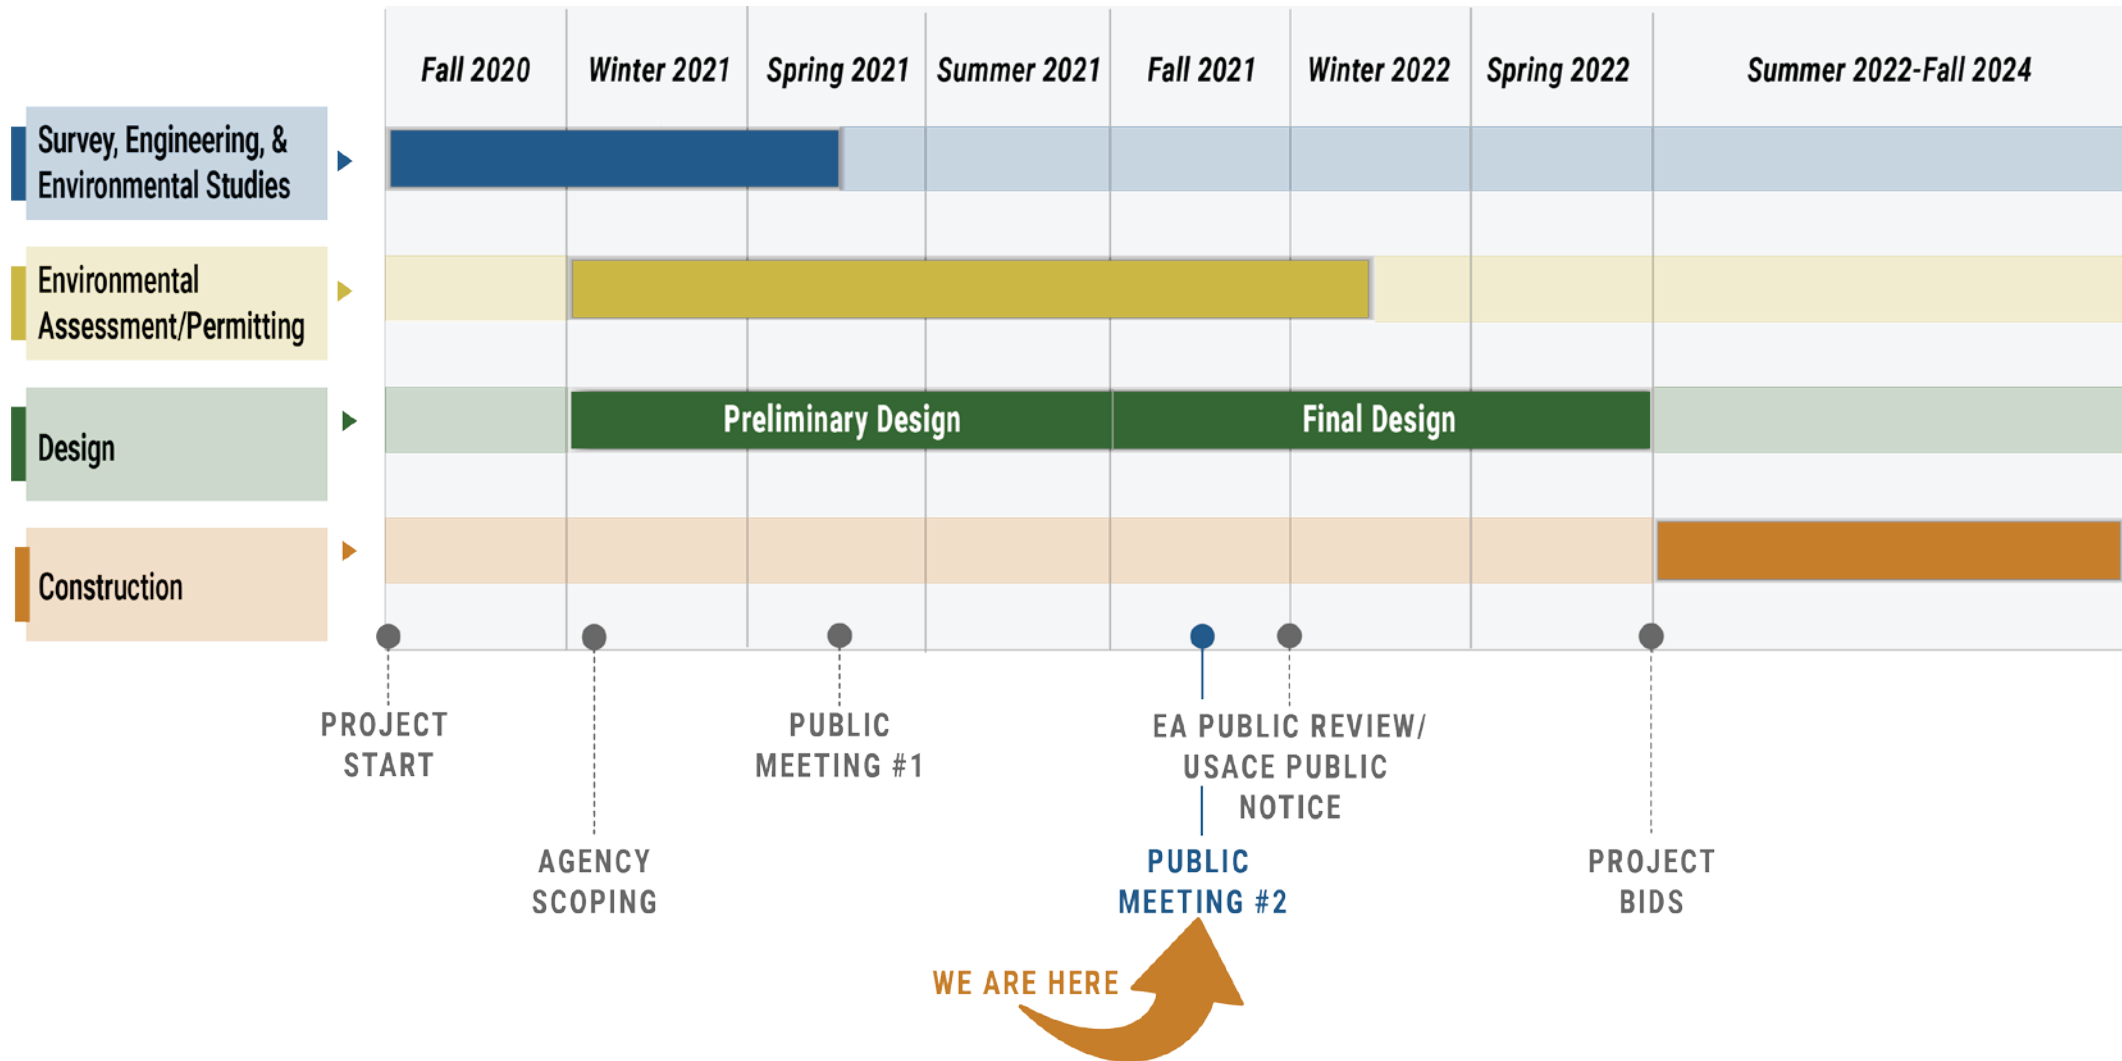 Fall 2020
Winter 2021
Spring 2021
Summer 2021
Fall 2021
Winter 2022
Spring 2022
Summer 2022-Fall 2024
Survey, Engineering, &
Environmental Studies
Environmental
Assessment/Permitting
Design
Preliminary Design
Final Design
Construction
PROJECT
START
AGENCY
SCOPING
PUBLIC
MEETING #1
EA PUBLIC REVIEW/
USACE PUBLIC
NOTICE
PUBLIC
MEETING #2
PROJECT
BIDS
WE ARE HERE